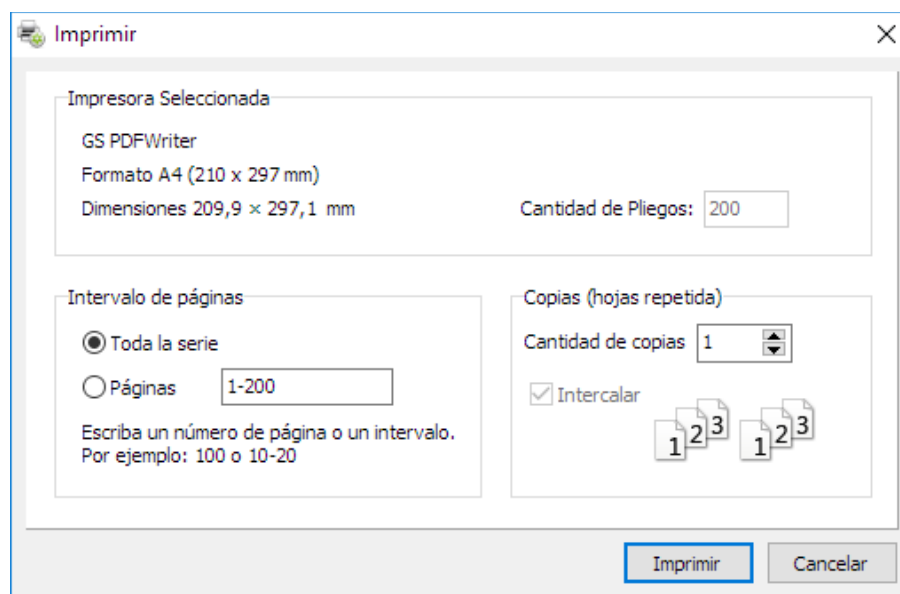 Imprimir
Impresora Seleccionada
GS PDFWriter
Formato A4 (210 x 297 mm)
Dimensiones 209,9 × 297,1 mm
Cantidad de Pliegos: 200
Intervalo de páginas
Toda la serie
Páginas 1-200
Escriba un número de página o un intervalo.
Por ejemplo: 100 o 10-20
Copias (hojas repetida)
Cantidad de copias 1
Intercalar
1 2 3 1 2 3
Imprimir Cancelar